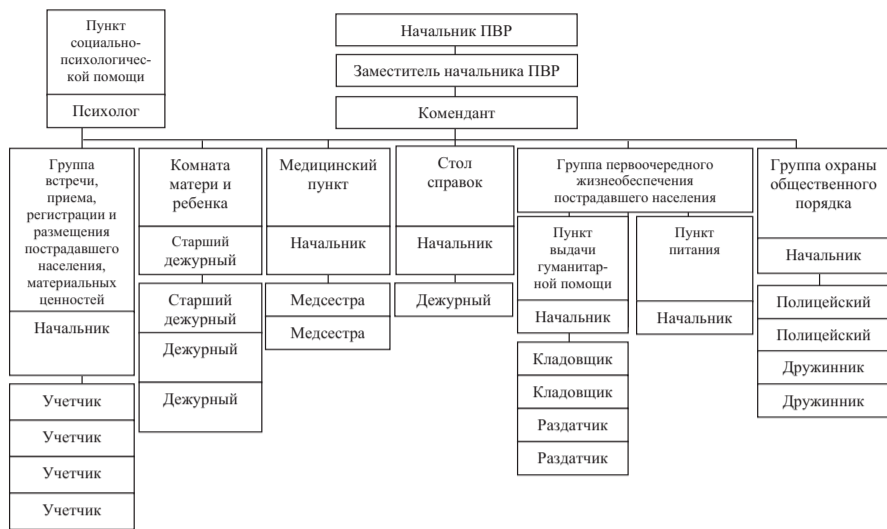 Пункт
социально-
психологичес-
кой помощи
Психолог
Начальник ПВР
Заместитель начальника ПВР
Комендант
Группа
встречи,
приема,
регистрации и
размещения
пострадавшего
населения,
материальных
ценностей
Начальник
Учетчик
Учетчик
Учетчик
Учетчик
Комната
матери и
ребенка
Старший
дежурный
Старший
дежурный
Дежурный
Дежурный
Медицинский
пункт
Начальник
Медсестра
Медсестра
Стол
справок
Начальник
Дежурный
Группа первоочередного
жизнеобеспечения
пострадавшего населения
Пункт
выдачи
гуманитар-
ной помощи
Начальник
Кладовщик
Кладовщик
Раздатчик
Раздатчик
Пункт
питания
Начальник
Группа охраны
общественного
порядка
Начальник
Полицейский
Полицейский
Дружинник
Дружинник